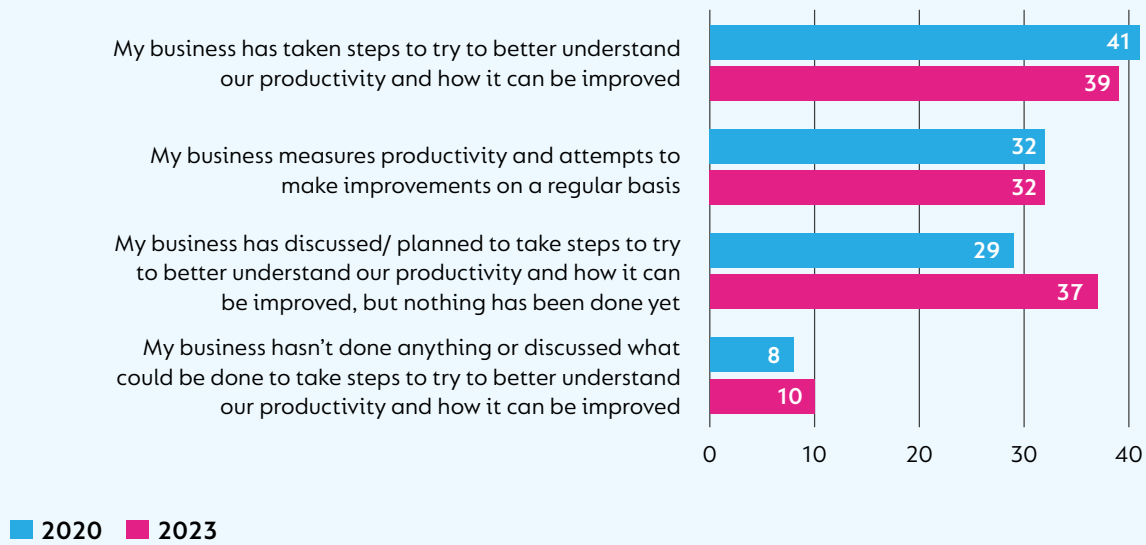 My business has taken steps to try to better understand
our productivity and how it can be improved
41
39
My business measures productivity and attempts to
make improvements on a regular basis
32
32
My business has discussed/ planned to take steps to try
to better understand our productivity and how it can
be improved, but nothing has been done yet
29
37
My business hasn’t done anything or discussed what
could be done to take steps to try to better understand
our productivity and how it can be improved
8
10
0 10 20 30 40
2020 2023